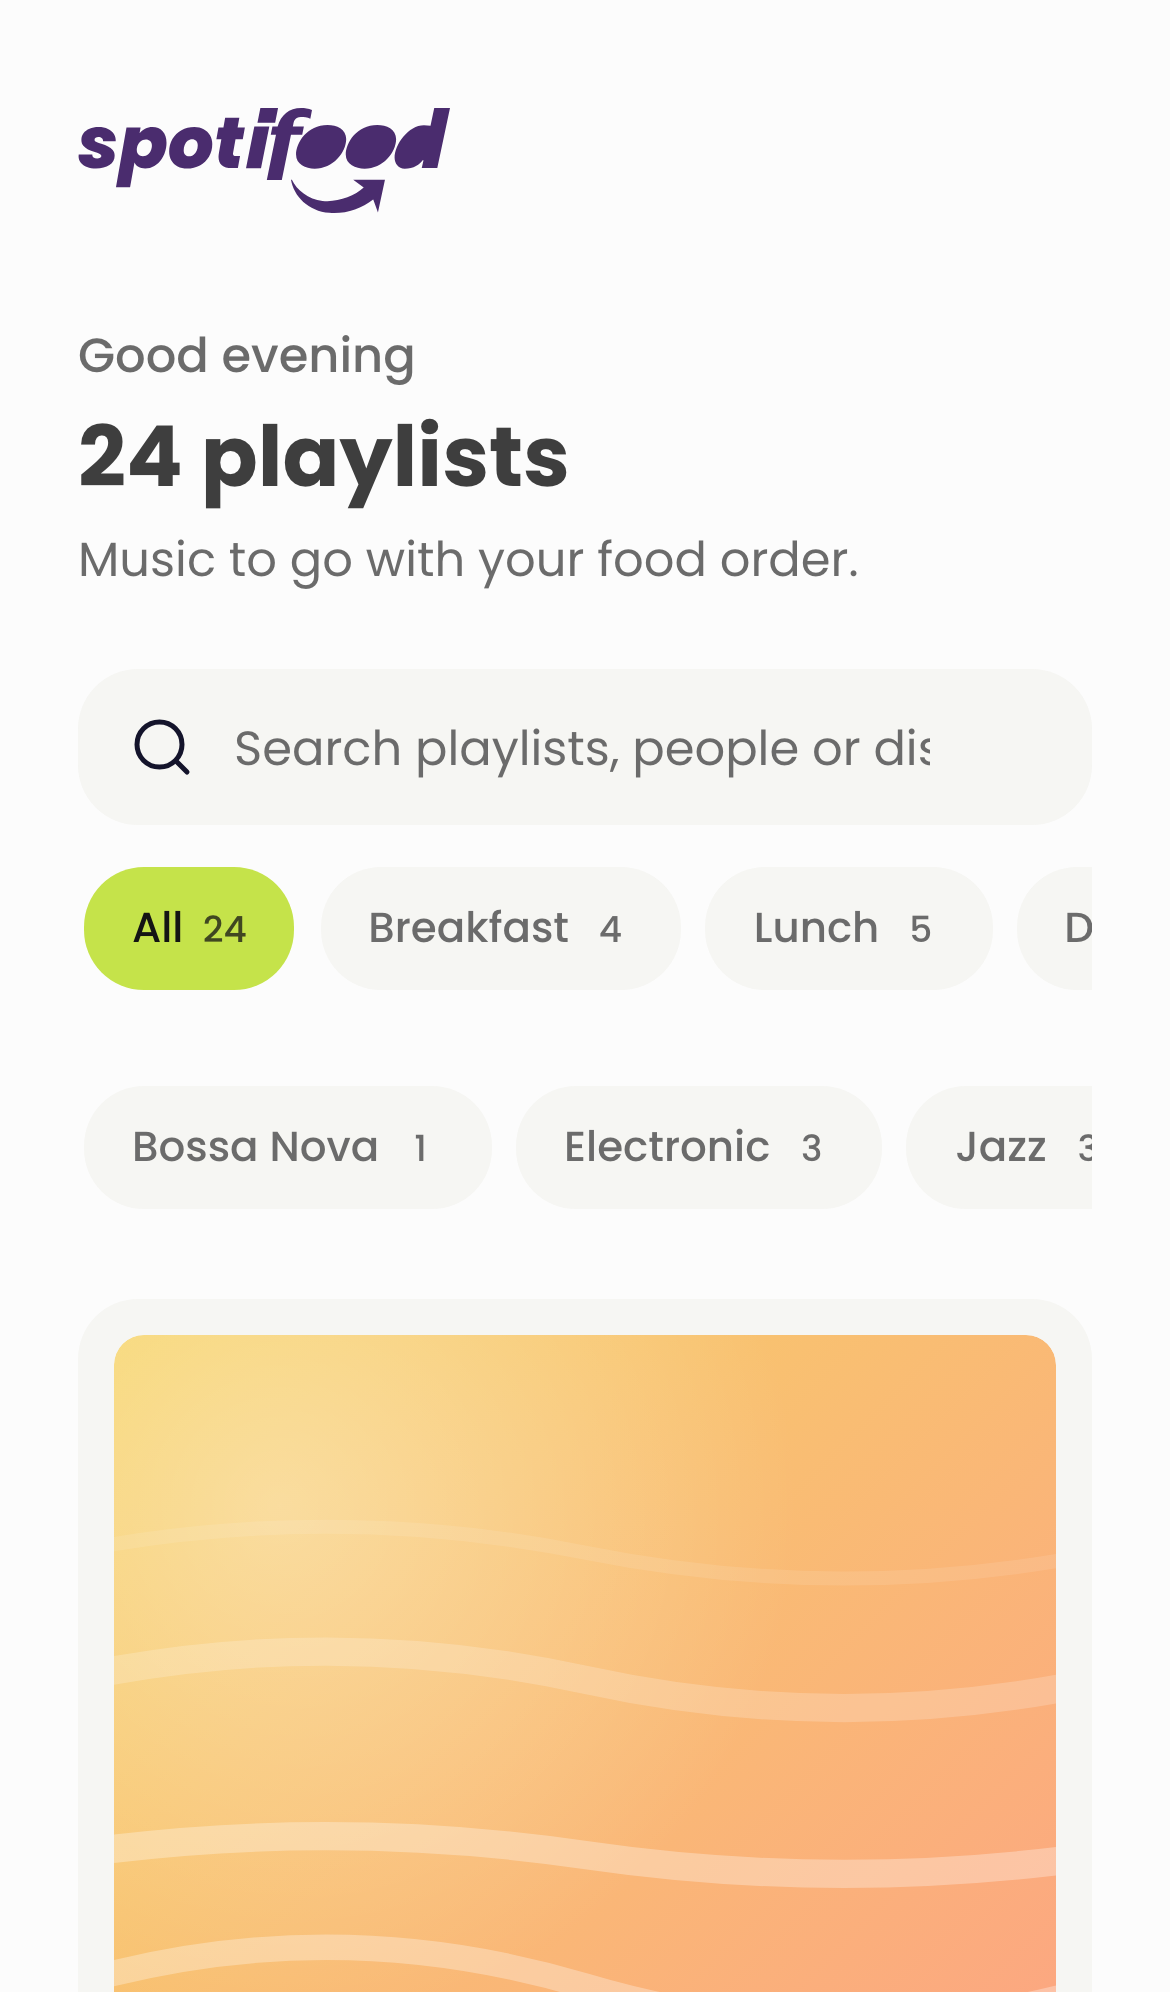 spotifood
Good evening
24 playlists
Music to go with your food order.
Search playlists, people or dis
All 24 Breakfast 4 Lunch 5 D
Bossa Nova 1 Electronic 3 Jazz 3